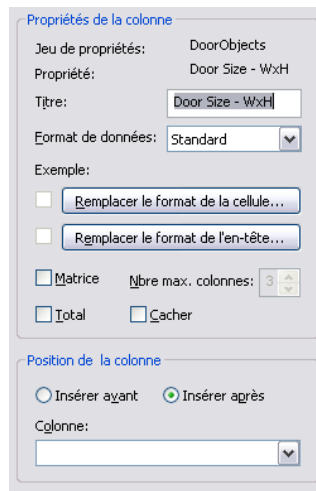 Propriétés de la colonne
Jeu de propriétés: DoorObjects
Propriété: Door Size - WxH
Titre: Door Size - WxH
Format de données: Standard
Exemple:
Remplacer le format de la cellule...
Remplacer le format de l'en-tête...
Matrice Nbre max. colonnes: 3
Total Cacher
Position de la colonne
Insérer avant Insérer après
Colonne: